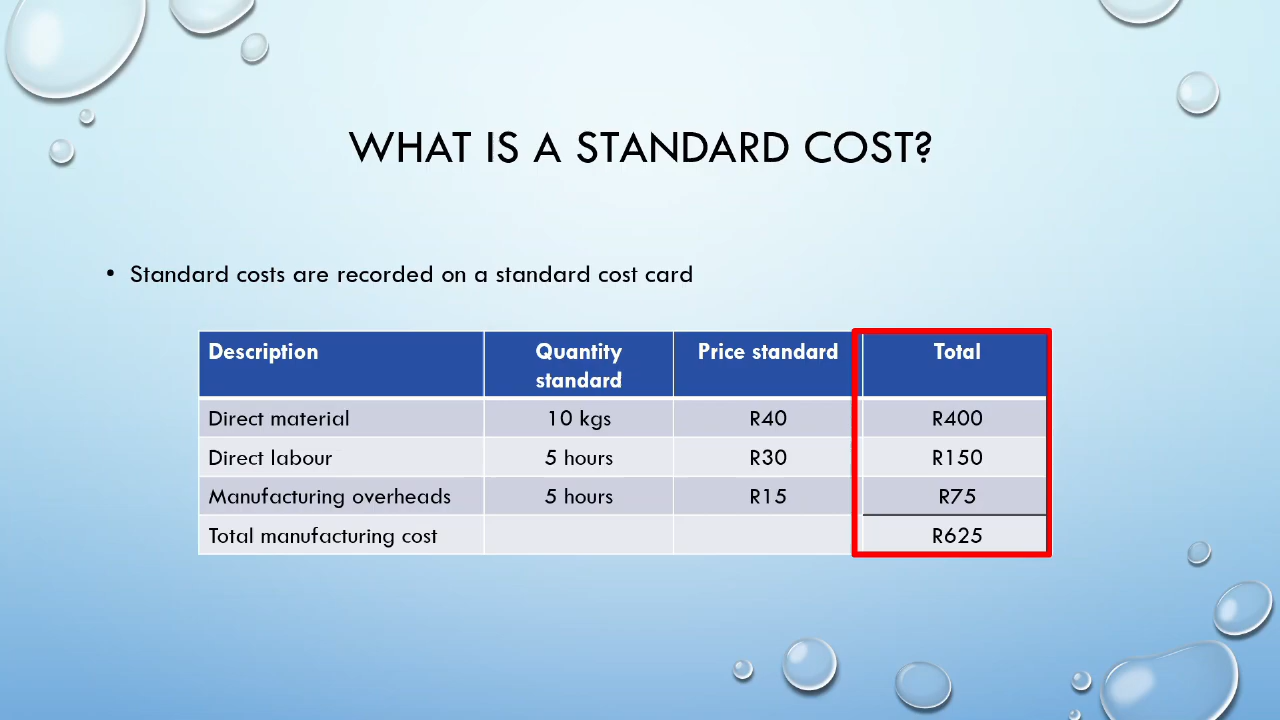 WHAT IS A STANDARD COST?
• Standard costs are recorded on a standard cost card
Description Quantity standard Price standard Total
Direct material 10 kgs R40 R400
Direct labour 5 hours R30 R150
Manufacturing overheads 5 hours R15 R75
Total manufacturing cost R625